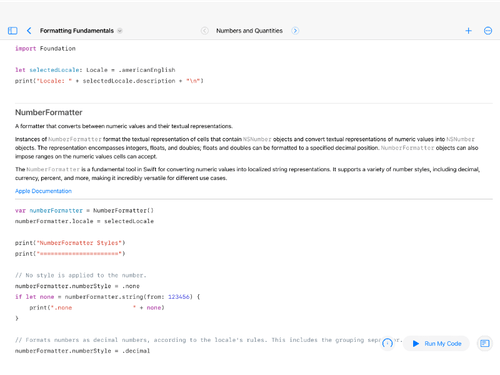 Formatting Fundamentals
Numbers and Quantities
import Foundation
let selectedLocale: Locale = .americanEnglish
print("Locale: " + selectedLocale.description + "\n")
NumberFormatter
A formatter that converts between numeric values and their textual representations.
Instances of NumberFormatter format the textual representation of cells that contain NSNumber objects and convert textual representations of numeric values into NSNumber
objects. The representation encompasses integers, floats, and doubles; floats and doubles can be formatted to a specified decimal position. NumberFormatter objects can also
impose ranges on the numeric values cells can accept.
The NumberFormatter is a fundamental tool in Swift for converting numeric values into localized string representations. It supports a variety of number styles, including decimal,
currency, percent, and more, making it incredibly versatile for different use cases.
Apple Documentation
var numberFormatter = NumberFormatter()
numberFormatter.locale = selectedLocale
print("NumberFormatter Styles")
print("======================")
// No style is applied to the number.
numberFormatter.numberStyle = .none
if let none = numberFormatter.string(from: 123456) {
print(".none " + none)
}
// Formats numbers as decimal numbers, according to the locale's rules. This includes the grouping
numberFormatter.numberStyle = .decimal
Run My Code